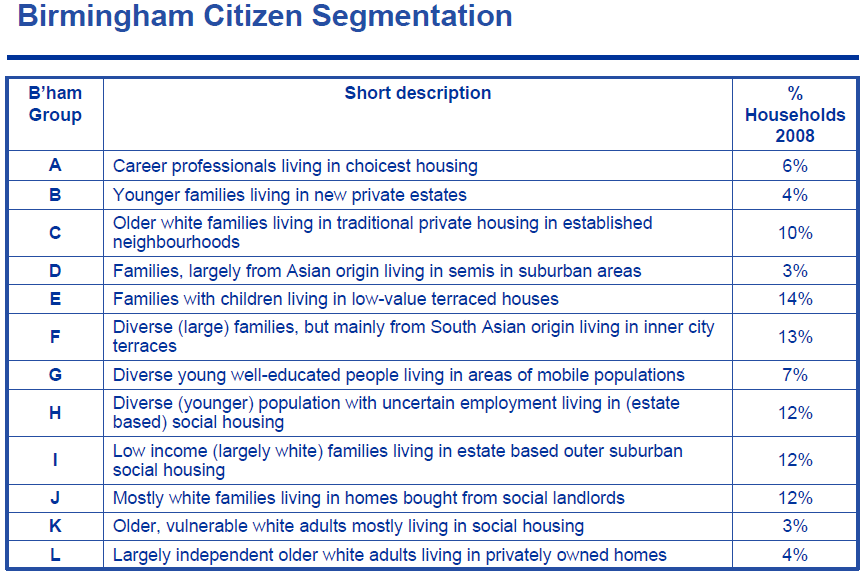 Birmingham Citizen Segmentation
B'ham Group Short description % Households 2008
A Career professionals living in choicest housing 6%
B Younger families living in new private estates 4%
C Older white families living in traditional private housing in established neighbourhoods 10%
D Families, largely from Asian origin living in semis in suburban areas 3%
E Families with children living in low-value terraced houses 14%
F Diverse (large) families, but mainly from South Asian origin living in inner city terraces 13%
G Diverse young well-educated people living in areas of mobile populations 7%
H Diverse (younger) population with uncertain employment living in (estate based) social housing 12%
I Low income (largely white) families living in estate based outer suburban social housing 12%
J Mostly white families living in homes bought from social landlords 12%
K Older, vulnerable white adults mostly living in social housing 3%
L Largely independent older white adults living in privately owned homes 4%